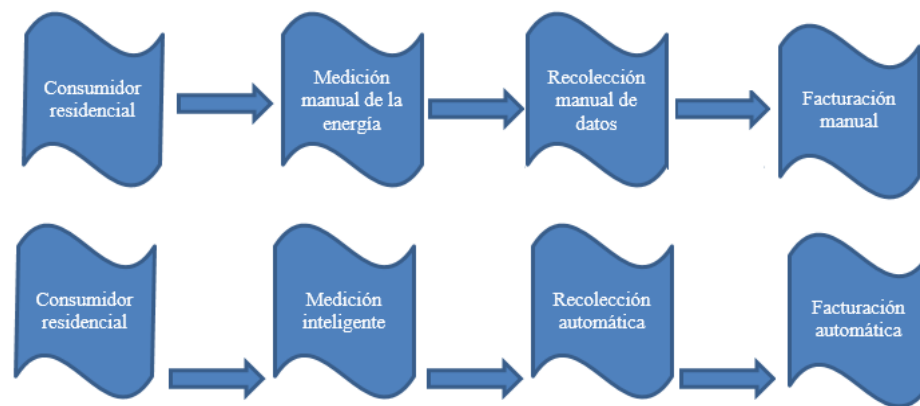 Consumidor
residencial
Medición
manual de la
energía
Recolección
manual de
datos
Facturación
manual
Consumidor
residencial
Medición
inteligente
Recolección
automática
Facturación
automática